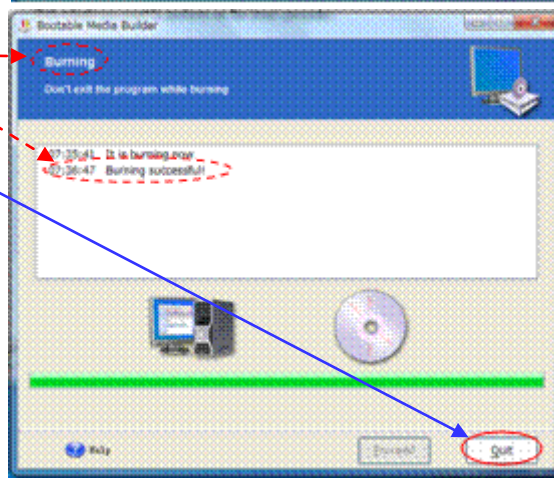 Bootable Media Builder
Burning
Don't exit the program while burning
07:35:41 It is burning now
07:36:47 Burning successful!
Help
Proceed
Quit